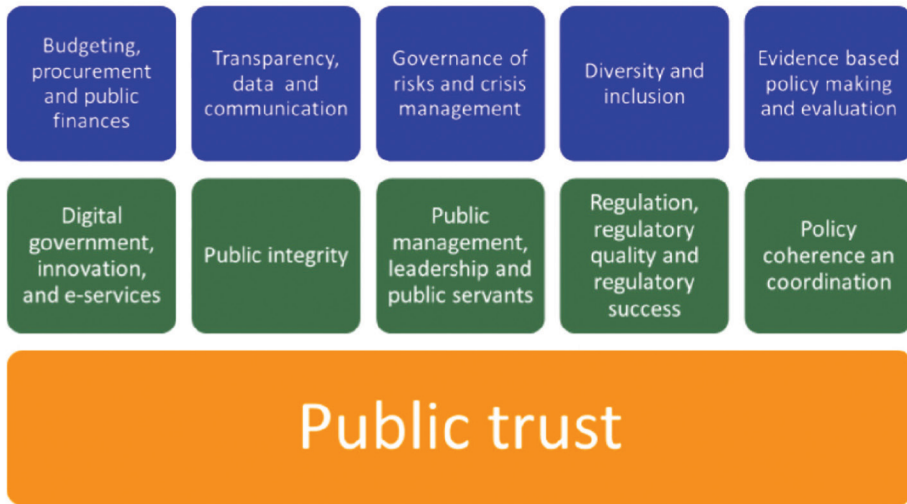 Budgeting,
procurement
and public
finances
Transparency,
data and
communication
Governance of
risks and crisis
management
Diversity and
inclusion
Evidence based
policy making
and evaluation
Digital
government,
innovation,
and e-services
Public integrity
Public
management,
leadership and
public servants
Regulation,
regulatory
quality and
regulatory
success
Policy
coherence an
coordination
Public trust